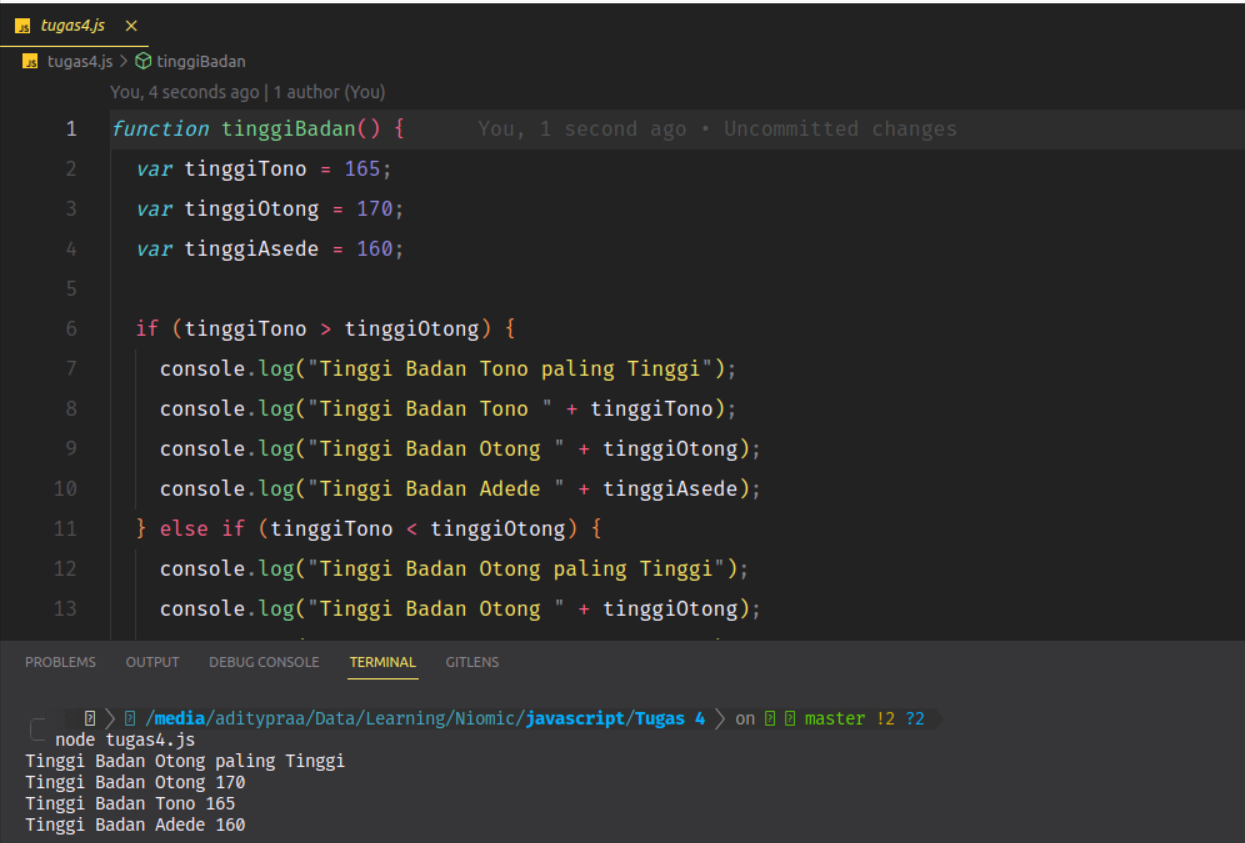 JS tugas4.js ×
JS tugas4.js > tinggiBadan
You, 4 seconds ago | 1 author (You)
1 function tinggiBadan() { You, 1 second ago • Uncommitted changes
2 var tinggiTono = 165;
3 var tinggiOtong = 170;
4 var tinggiAsede = 160;
5
6 if (tinggiTono > tinggiOtong) {
7 console.log("Tinggi Badan Tono paling Tinggi");
8 console.log("Tinggi Badan Tono " + tinggiTono);
9 console.log("Tinggi Badan Otong " + tinggiOtong);
10 console.log("Tinggi Badan Adede " + tinggiAsede);
11 } else if (tinggiTono < tinggiOtong) {
12 console.log("Tinggi Badan Otong paling Tinggi");
13 console.log("Tinggi Badan Otong " + tinggiOtong);
PROBLEMS OUTPUT DEBUG CONSOLE TERMINAL GITLENS
/media/aditypraa/Data/Learning/Niomic/javascript/Tugas 4 > on master !2 ?2
node tugas4.js
Tinggi Badan Otong paling Tinggi
Tinggi Badan Otong 170
Tinggi Badan Tono 165
Tinggi Badan Adede 160